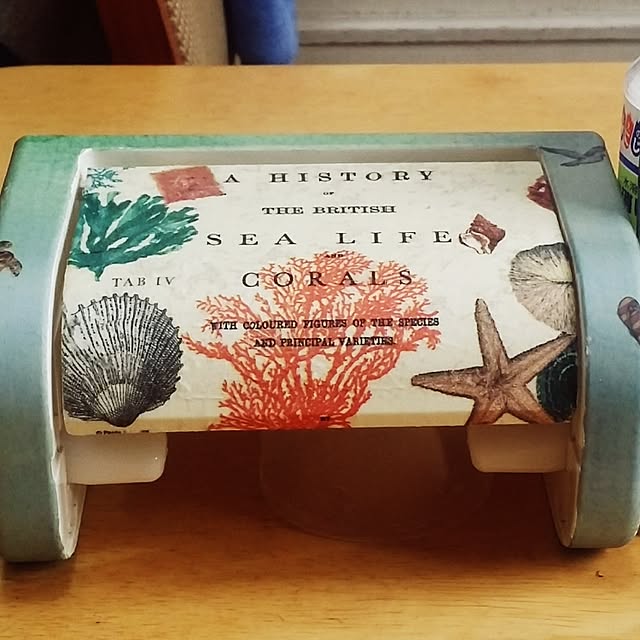 A HISTORY
OF
THE BRITISH
SEA LIFE
AND
CORALS
TAB IV
WITH COLOURED FIGURES OF THE SPECIES
AND PRINCIPAL VARIETIES.